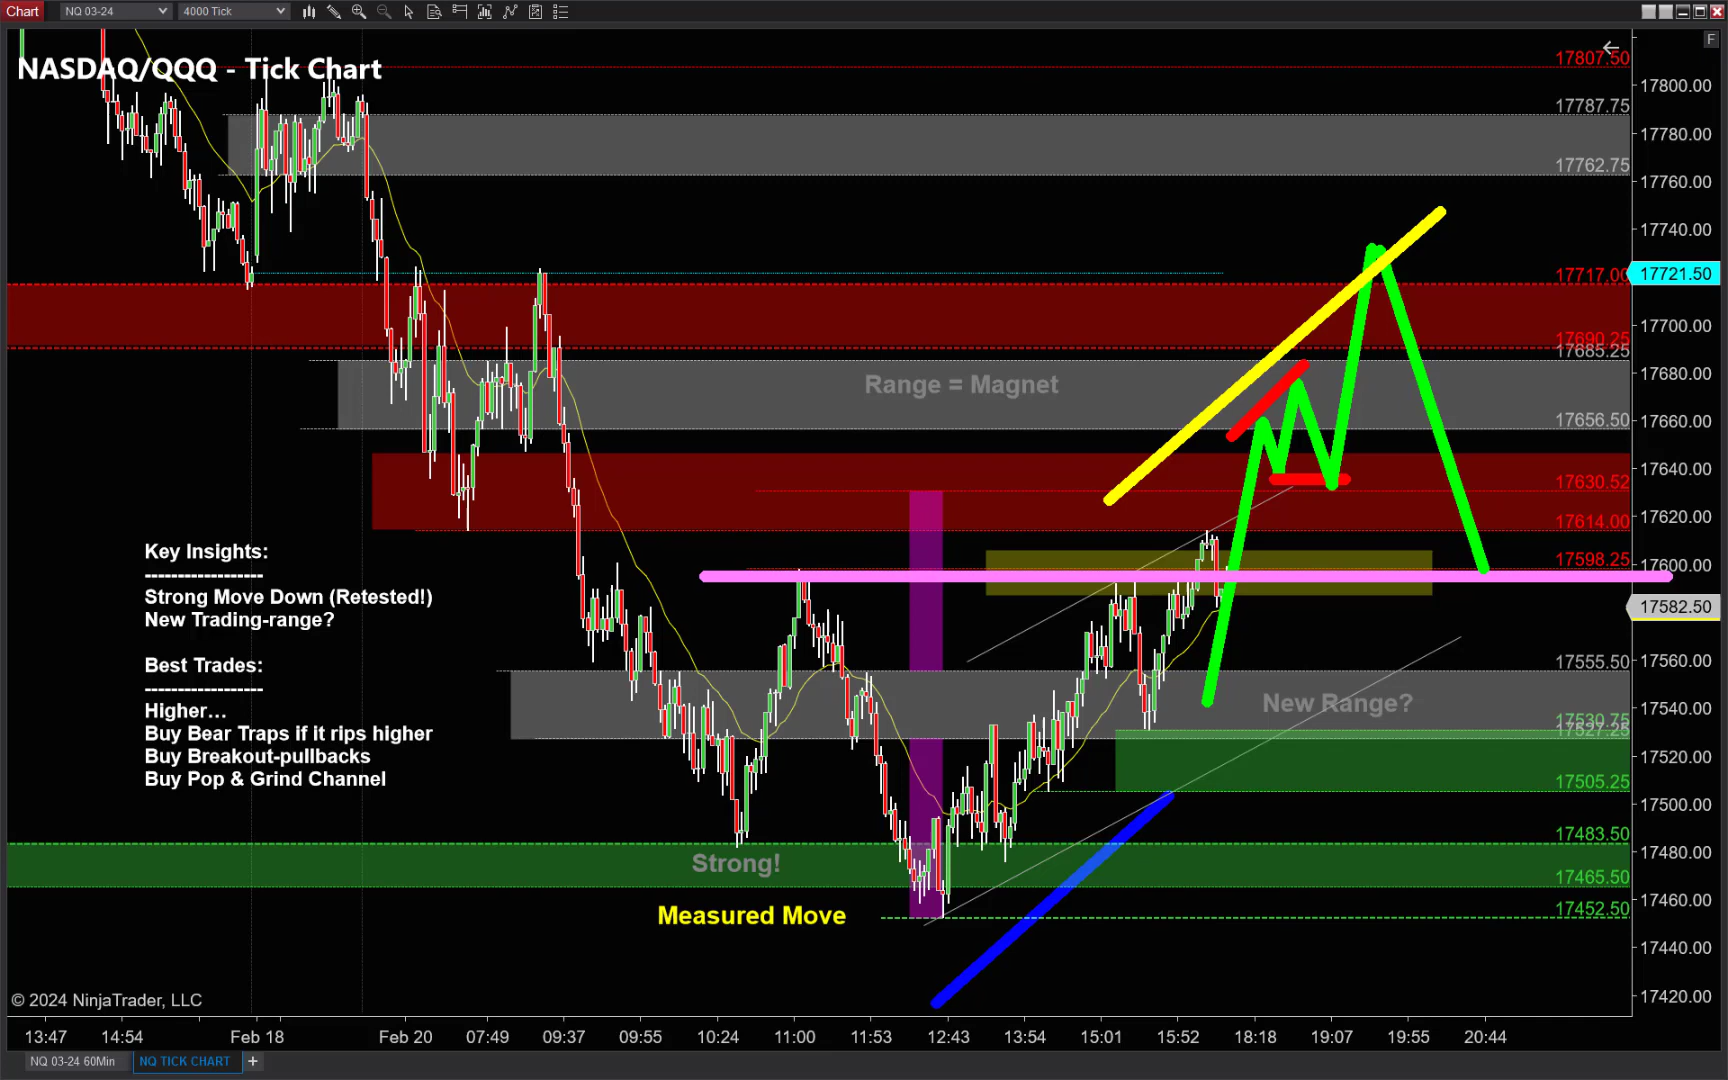 Chart
NQ 03-24
4000 Tick
F
NASDAQ/QQQ - Tick Chart
17807.50
17800.00
17787.75
17780.00
17762.75
17760.00
17740.00
17717.00
17721.50
17700.00
17690.25
17685.25
Range = Magnet
17680.00
17656.50
17660.00
17640.00
17630.52
17614.00
17620.00
17598.25
17600.00
17582.50
Key Insights:
------------------
Strong Move Down (Retested!)
New Trading-range?
Best Trades:
------------------
Higher...
Buy Bear Traps if it rips higher
Buy Breakout-pullbacks
Buy Pop & Grind Channel
17555.50
17560.00
New Range?
17530.75
17527.25
17540.00
17520.00
17505.25
17500.00
17483.50
17480.00
Strong!
17465.50
17460.00
17452.50
Measured Move
17440.00
17420.00
© 2024 NinjaTrader, LLC
13:47 14:54 Feb 18 Feb 20 07:49 09:37 09:55 10:24 11:00 11:53 12:43 13:54 15:01 15:52 18:18 19:07 19:55 20:44
NQ 03-24 60Min NQ TICK CHART +